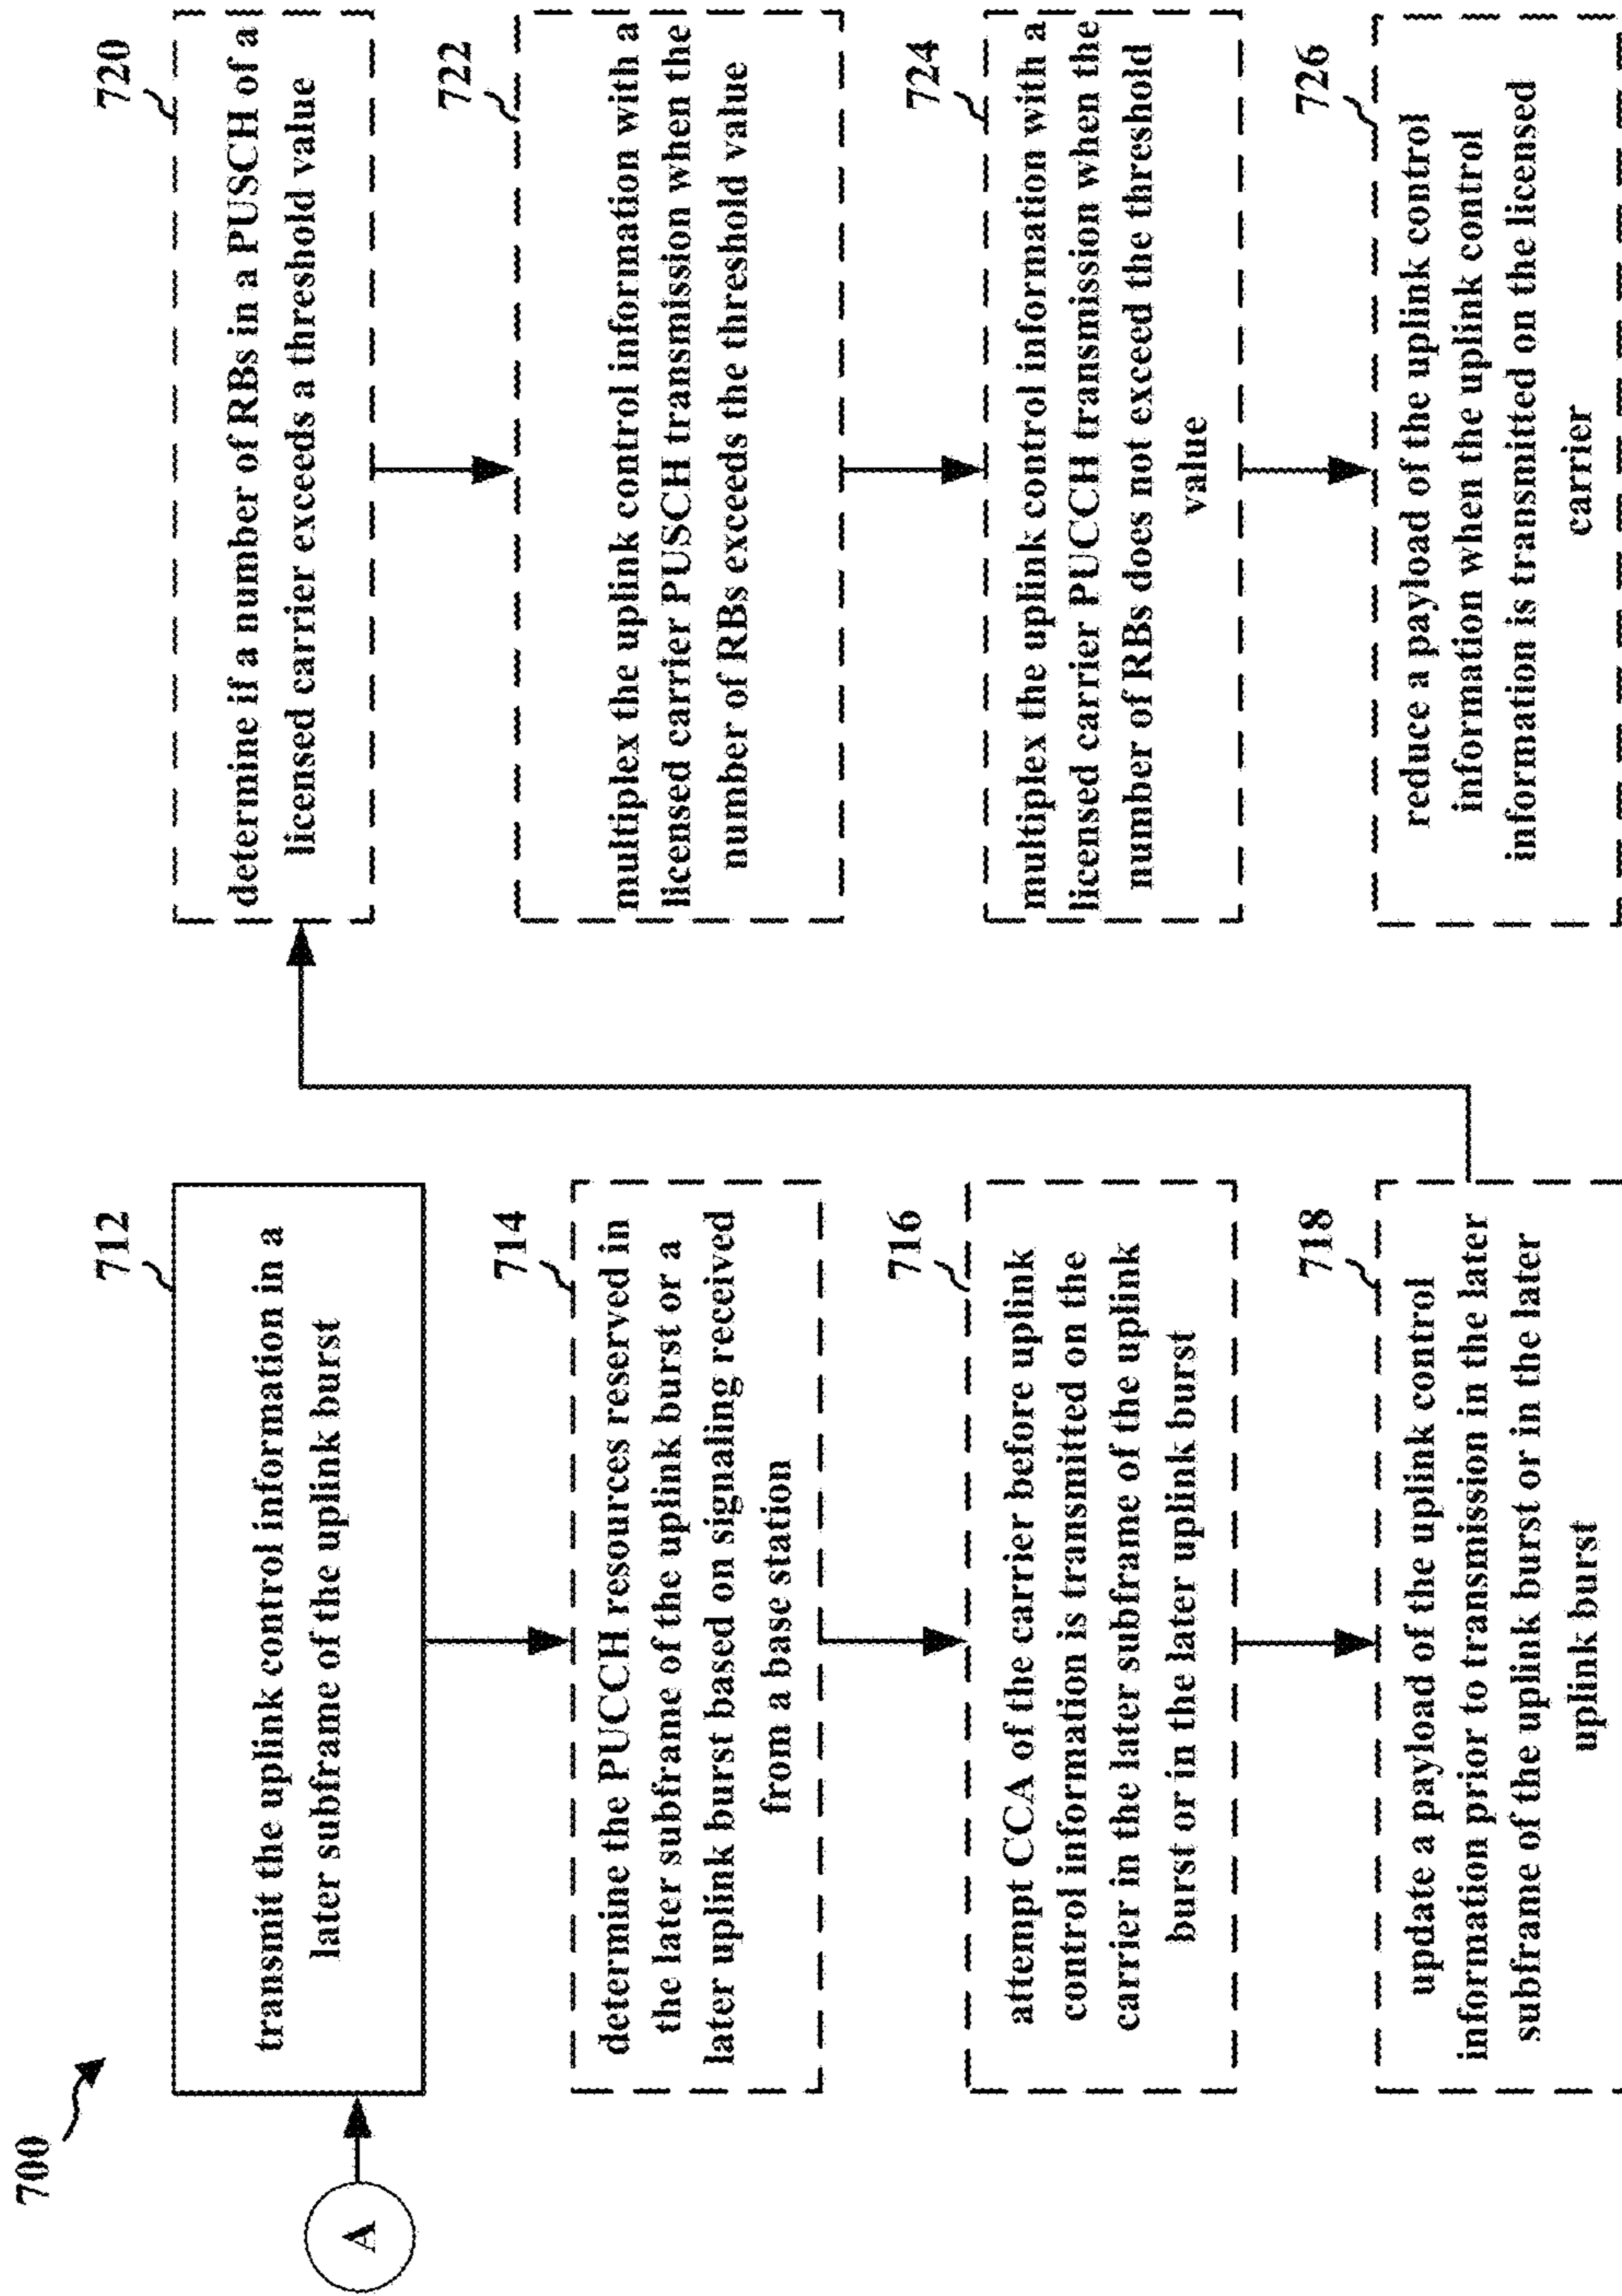 700
A
712
transmit the uplink control information in a
later subframe of the uplink burst
714
determine the PUCCH resources reserved in
the later subframe of the uplink burst or a
later uplink burst based on signaling received
from a base station
716
attempt CCA of the carrier before uplink
control information is transmitted on the
carrier in the later subframe of the uplink
burst or in the later uplink burst
718
update a payload of the uplink control
information prior to transmission in the later
subframe of the uplink burst or in the later
uplink burst
720
determine if a number of RBs in a PUSCH of a
licensed carrier exceeds a threshold value
722
multiplex the uplink control information with a
licensed carrier PUSCH transmission when the
number of RBs exceeds the threshold value
724
multiplex the uplink control information with a
licensed carrier PUCCH transmission when the
number of RBs does not exceed the threshold
value
726
reduce a payload of the uplink control
information when the uplink control
information is transmitted on the licensed
carrier